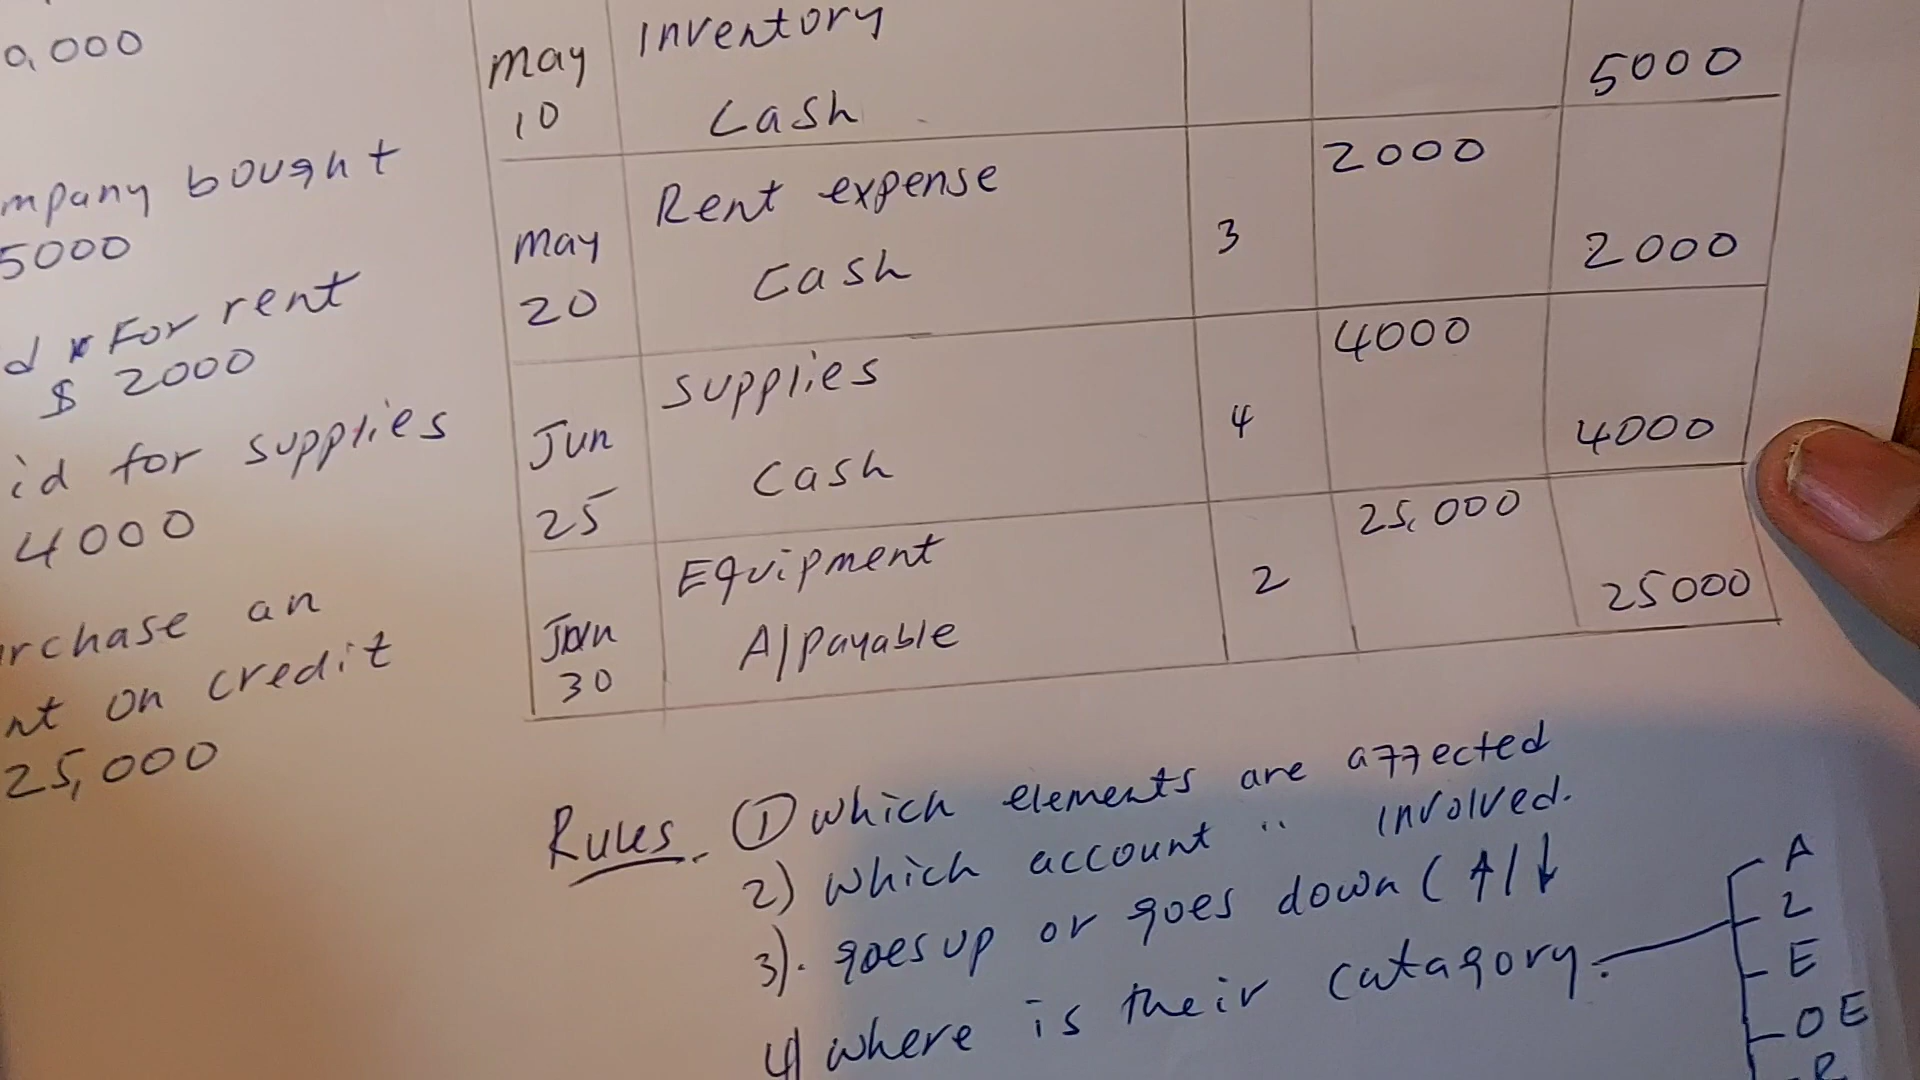 0,000
mpany bought
5000
d For rent
$ 2000
id for supplies
4000
rchase an
nt on credit
25,000
May 10 Inventory
Cash 5000
May 20 Rent expense 3 2000
Cash 2000
Jun 25 Supplies 4 4000
Cash 4000
30 Equipment 2 25,000
A/payable 25000
Rules. ① which elements are affected
2) which account " involved.
3). goes up or goes down (↑/↓
4) where is their catagory.
A
L
E
OE
R